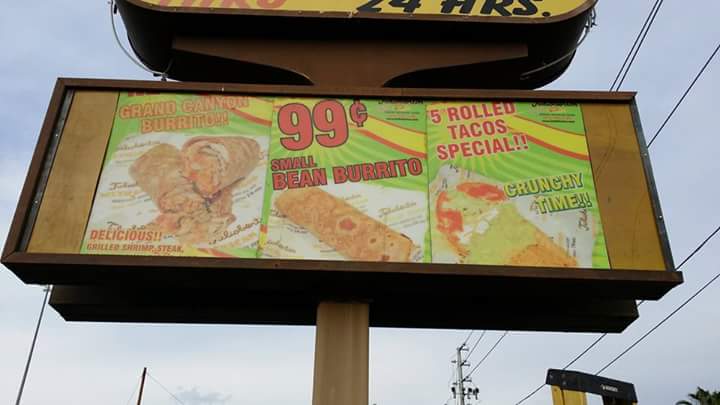 THRU 24 HRS.
GRAND CANYON
BURRITO!!
DELICIOUS!!
GRILLED SHRIMP, STEAK,
99¢
SMALL
BEAN BURRITO
5 ROLLED
TACOS
SPECIAL!!
CRUNCHY
TIME!!